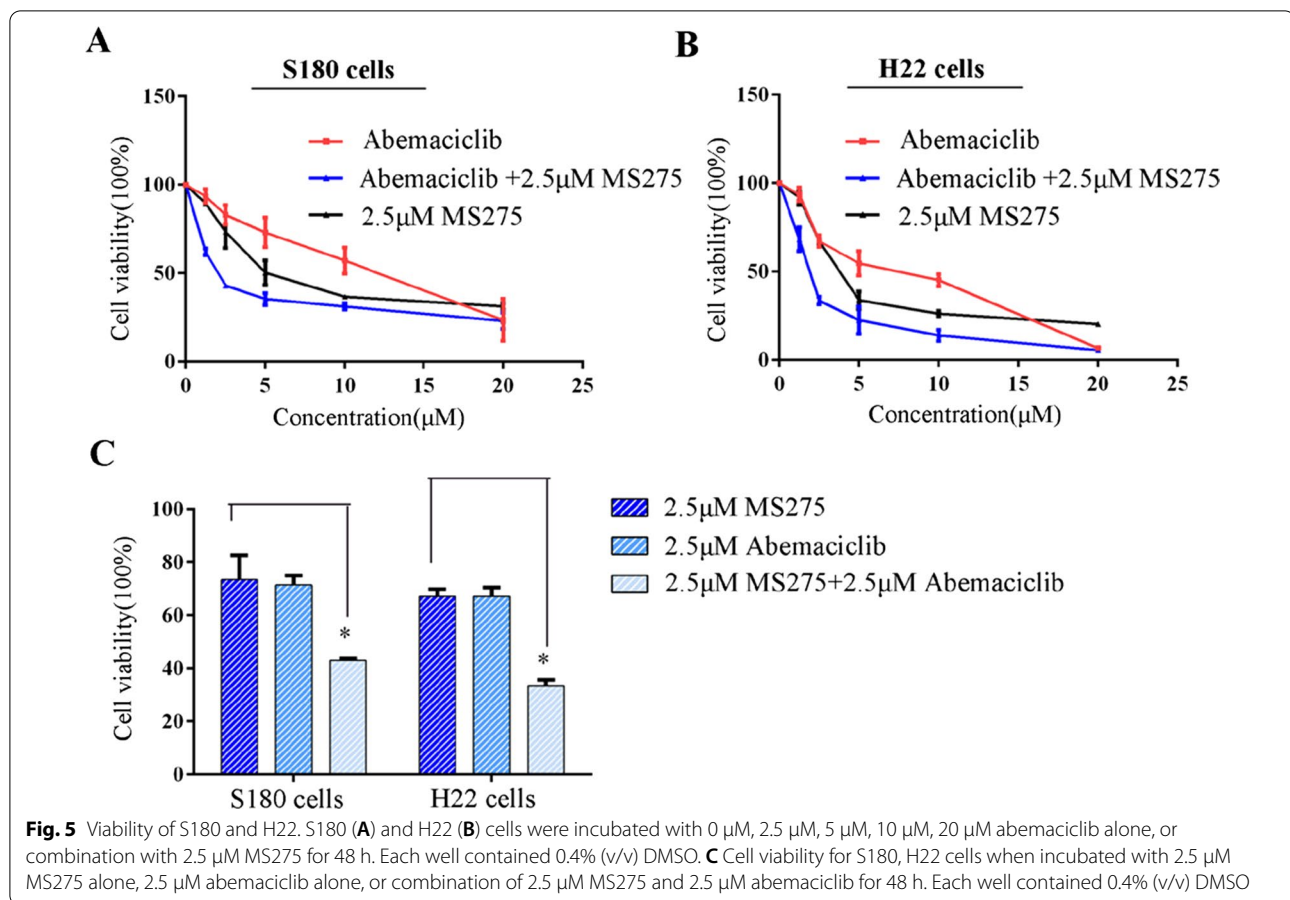 A
S180 cells
150
100
50
0
Cell viability(100%)
Abemaciclib
Abemaciclib +2.5μM MS275
2.5μM MS275
0 5 10 15 20 25
Concentration(μM)
B
H22 cells
150
100
50
0
Cell viability(100%)
Abemaciclib
Abemaciclib +2.5μM MS275
2.5μM MS275
0 5 10 15 20 25
Concentration(μM)
C
100
80
60
40
20
0
Cell viability(100%)
*
*
S180 cells H22 cells
2.5μM MS275
2.5μM Abemaciclib
2.5μM MS275+2.5μM Abemaciclib
Fig. 5 Viability of S180 and H22. S180 (A) and H22 (B) cells were incubated with 0 μM, 2.5 μM, 5 μM, 10 μM, 20 μM abemaciclib alone, or
combination with 2.5 μM MS275 for 48 h. Each well contained 0.4% (v/v) DMSO. C Cell viability for S180, H22 cells when incubated with 2.5 μM
MS275 alone, 2.5 μM abemaciclib alone, or combination of 2.5 μM MS275 and 2.5 μM abemaciclib for 48 h. Each well contained 0.4% (v/v) DMSO